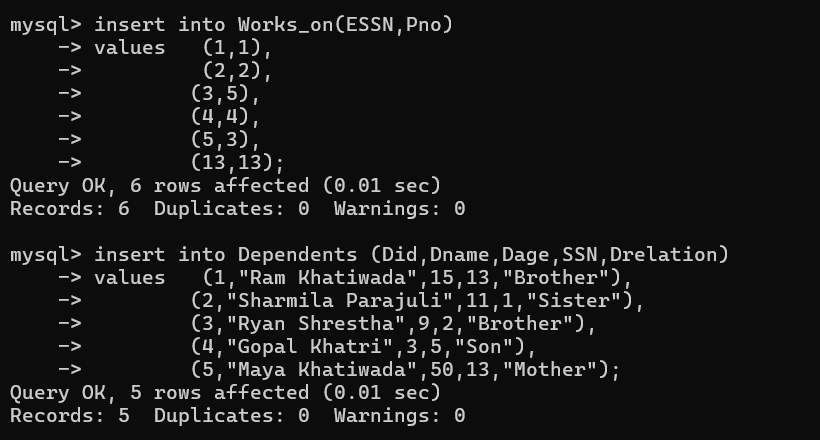 mysql> insert into Works_on(ESSN,Pno)
    -> values   (1,1),
    ->          (2,2),
    ->         (3,5),
    ->         (4,4),
    ->         (5,3),
    ->         (13,13);
Query OK, 6 rows affected (0.01 sec)
Records: 6  Duplicates: 0  Warnings: 0

mysql> insert into Dependents (Did,Dname,Dage,SSN,Drelation)
    -> values   (1,"Ram Khatiwada",15,13,"Brother"),
    ->         (2,"Sharmila Parajuli",11,1,"Sister"),
    ->         (3,"Ryan Shrestha",9,2,"Brother"),
    ->         (4,"Gopal Khatri",3,5,"Son"),
    ->         (5,"Maya Khatiwada",50,13,"Mother");
Query OK, 5 rows affected (0.01 sec)
Records: 5  Duplicates: 0  Warnings: 0